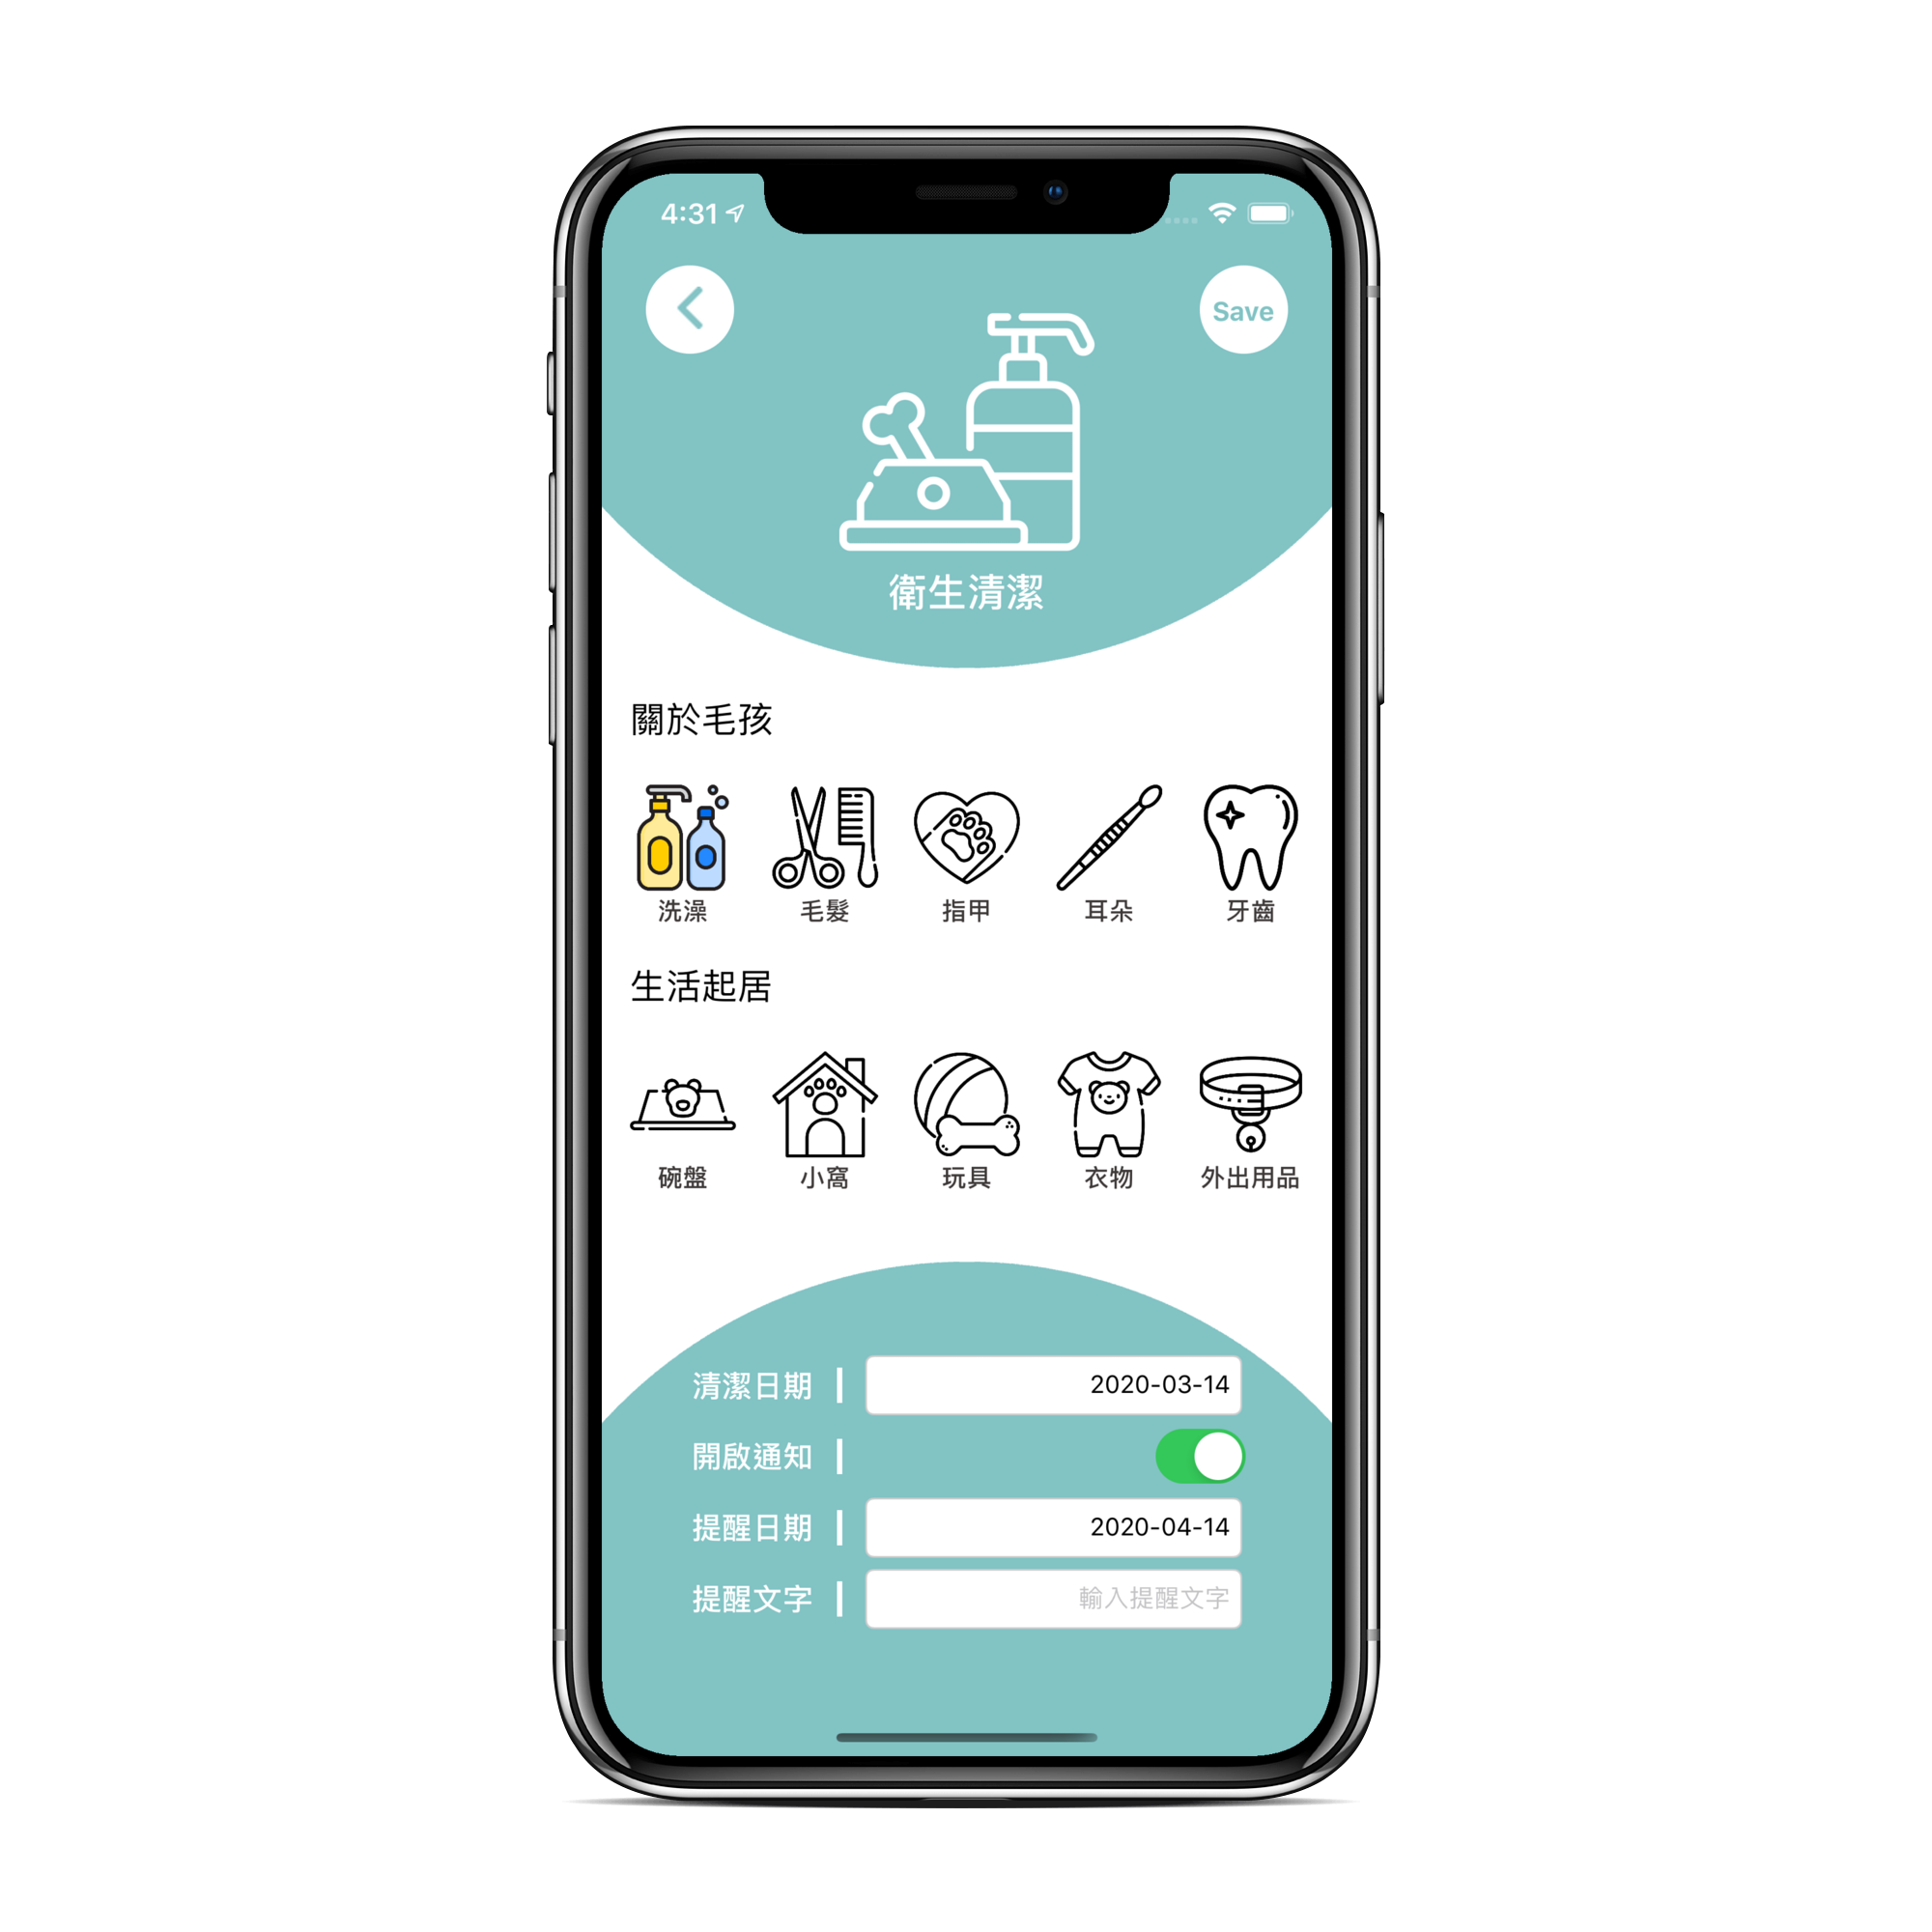 4:31
Save
衛生清潔
關於毛孩
洗澡 毛髮 指甲 耳朵 牙齒
生活起居
碗盤 小窩 玩具 衣物 外出用品
清潔日期 2020-03-14
開啟通知
提醒日期 2020-04-14
提醒文字 輸入提醒文字